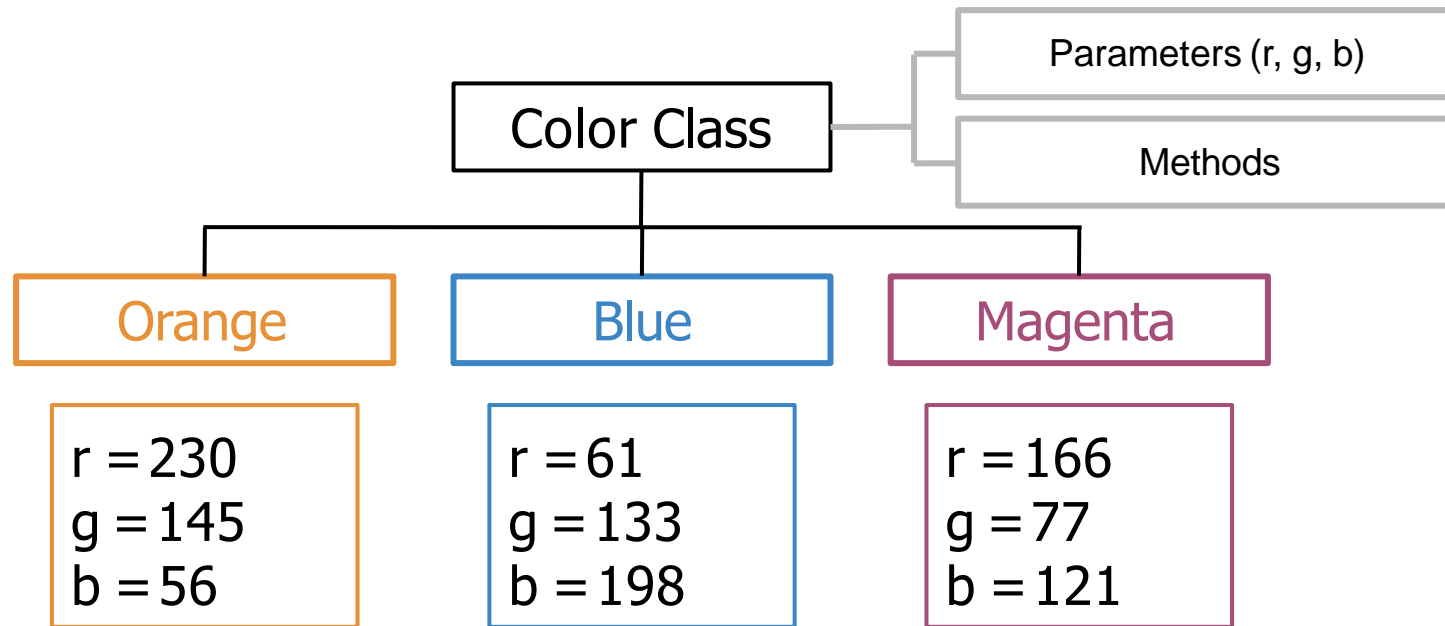 Parameters (r, g, b)
Color Class
Methods
Orange
Blue
Magenta
r = 230
g = 145
b = 56
r = 61
g = 133
b = 198
r = 166
g = 77
b = 121